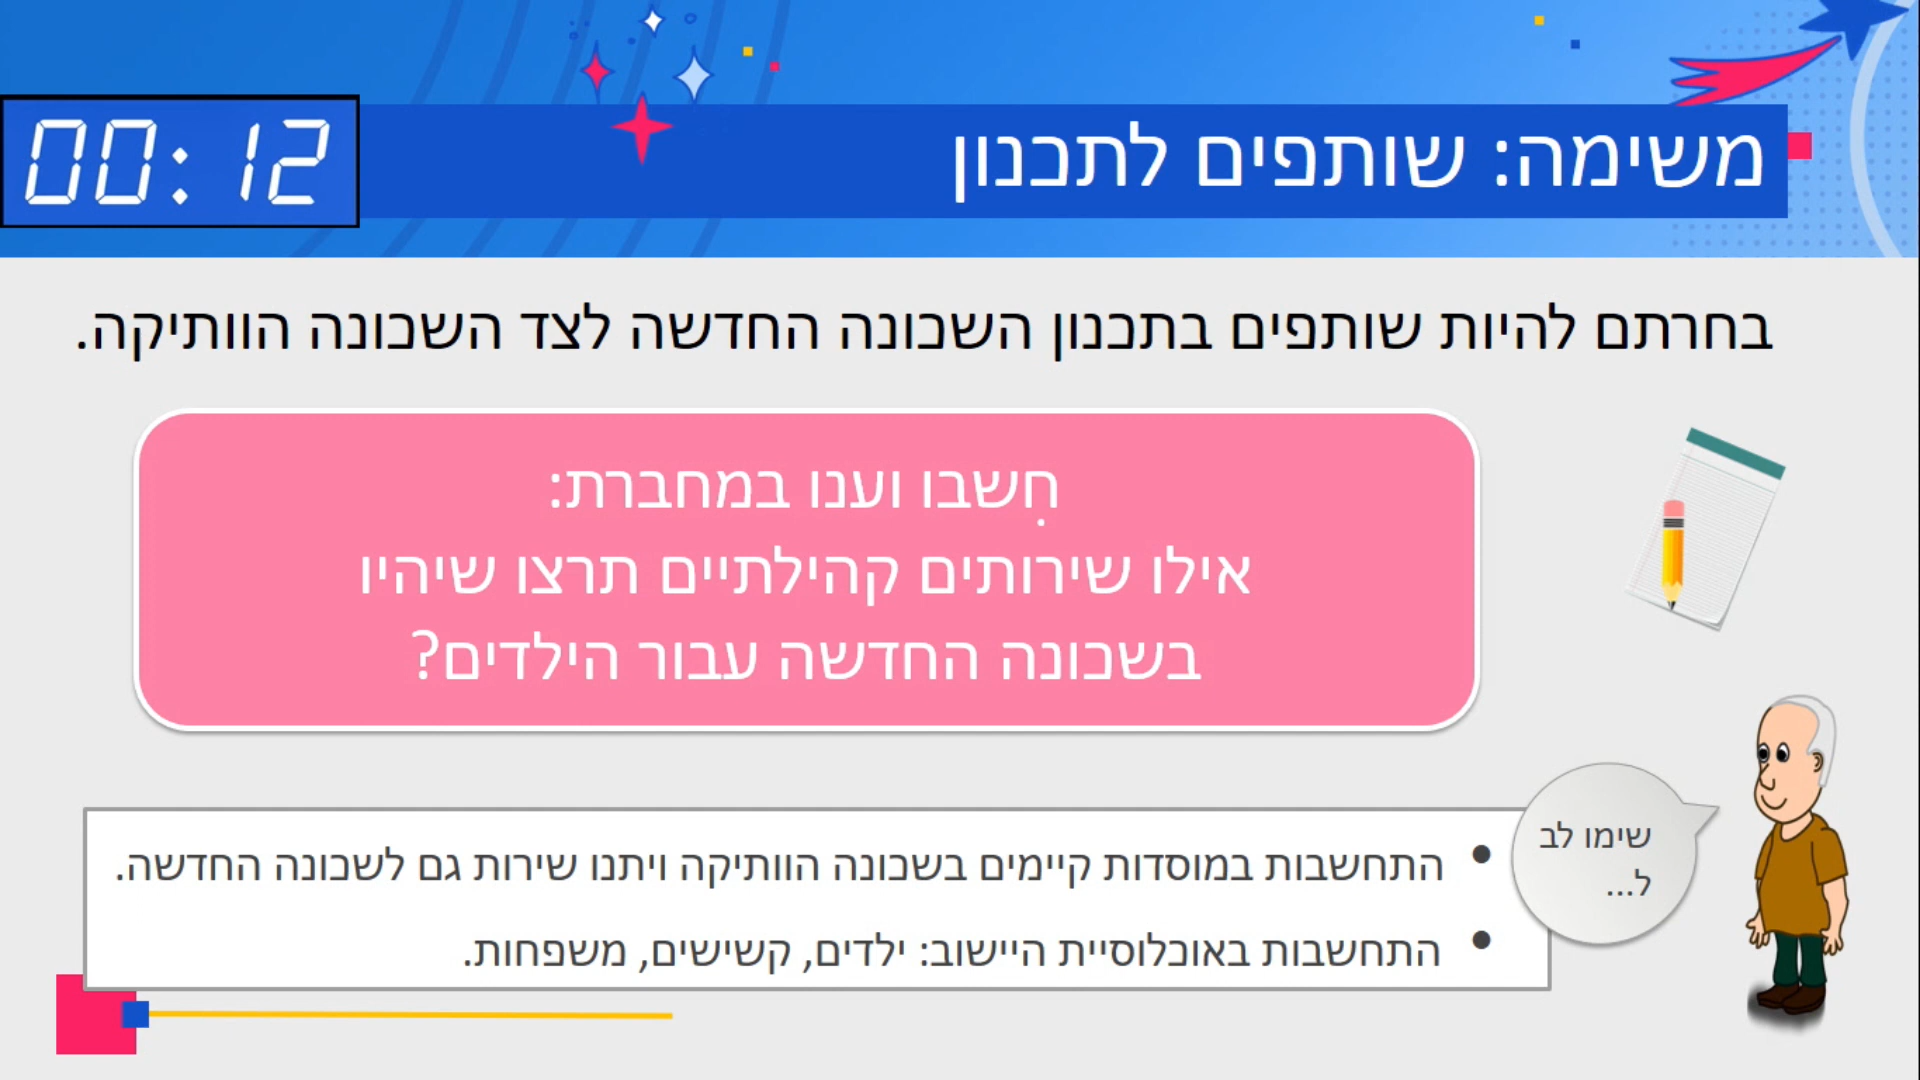 00:12
משימה: שותפים לתכנון
בחרתם להיות שותפים בתכנון השכונה החדשה לצד השכונה הוותיקה.
חִשבו וענו במחברת:
אילו שירותים קהילתיים תרצו שיהיו
בשכונה החדשה עבור הילדים?
שימו לב
ל...
• התחשבות במוסדות קיימים בשכונה הוותיקה ויתנו שירות גם לשכונה החדשה.
• התחשבות באוכלוסיית היישוב: ילדים, קשישים, משפחות.